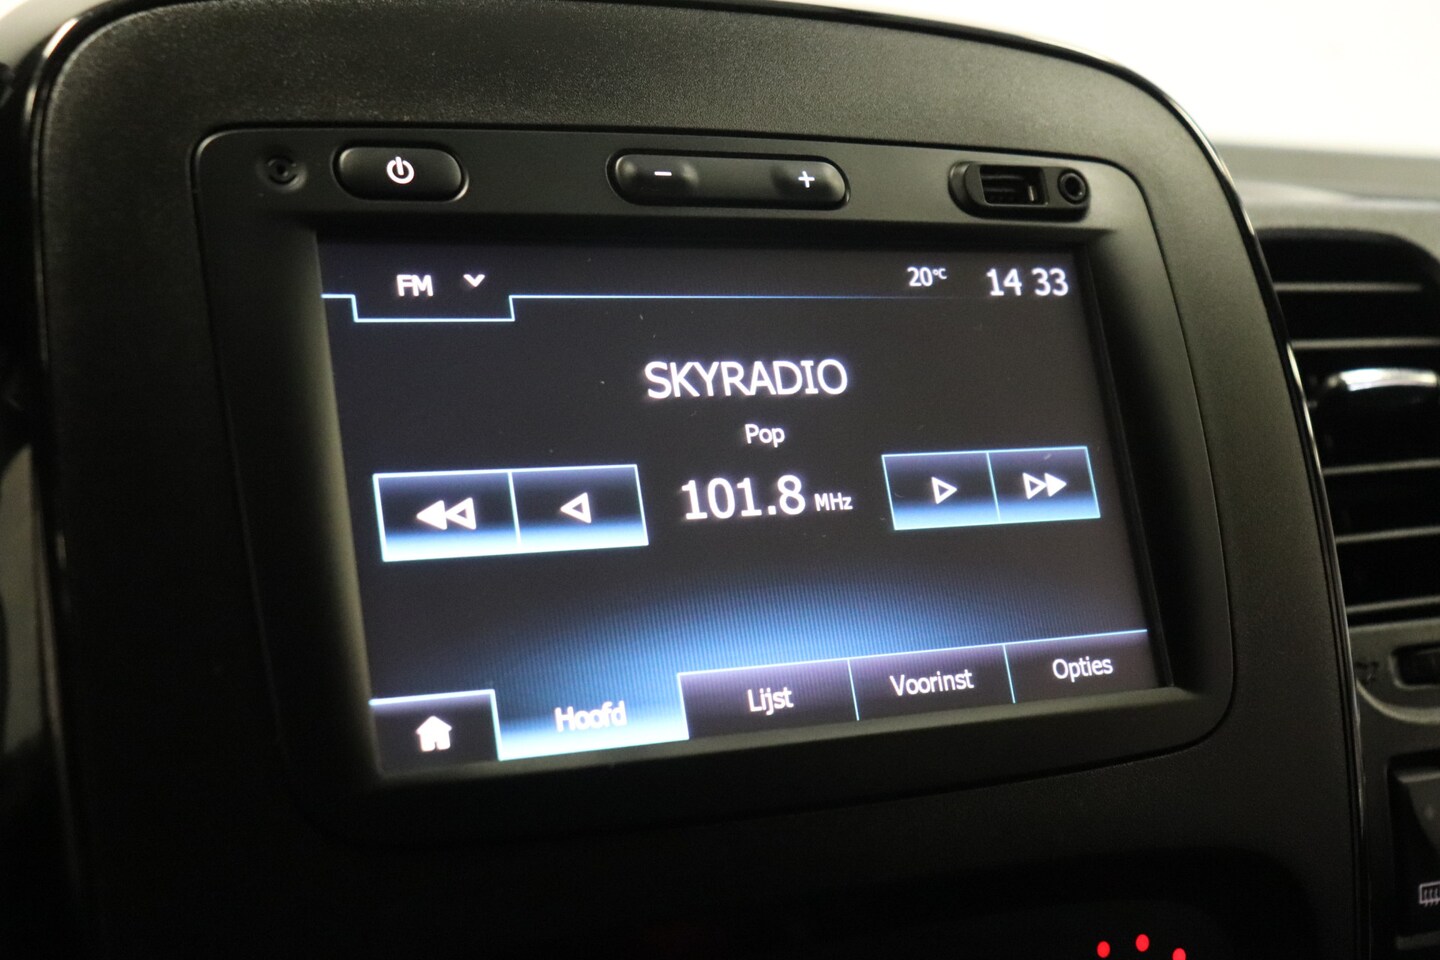 FM
20°C 14 33
SKYRADIO
Pop
101.8 MHz
Hoofd
Lijst
Voorinst
Opties